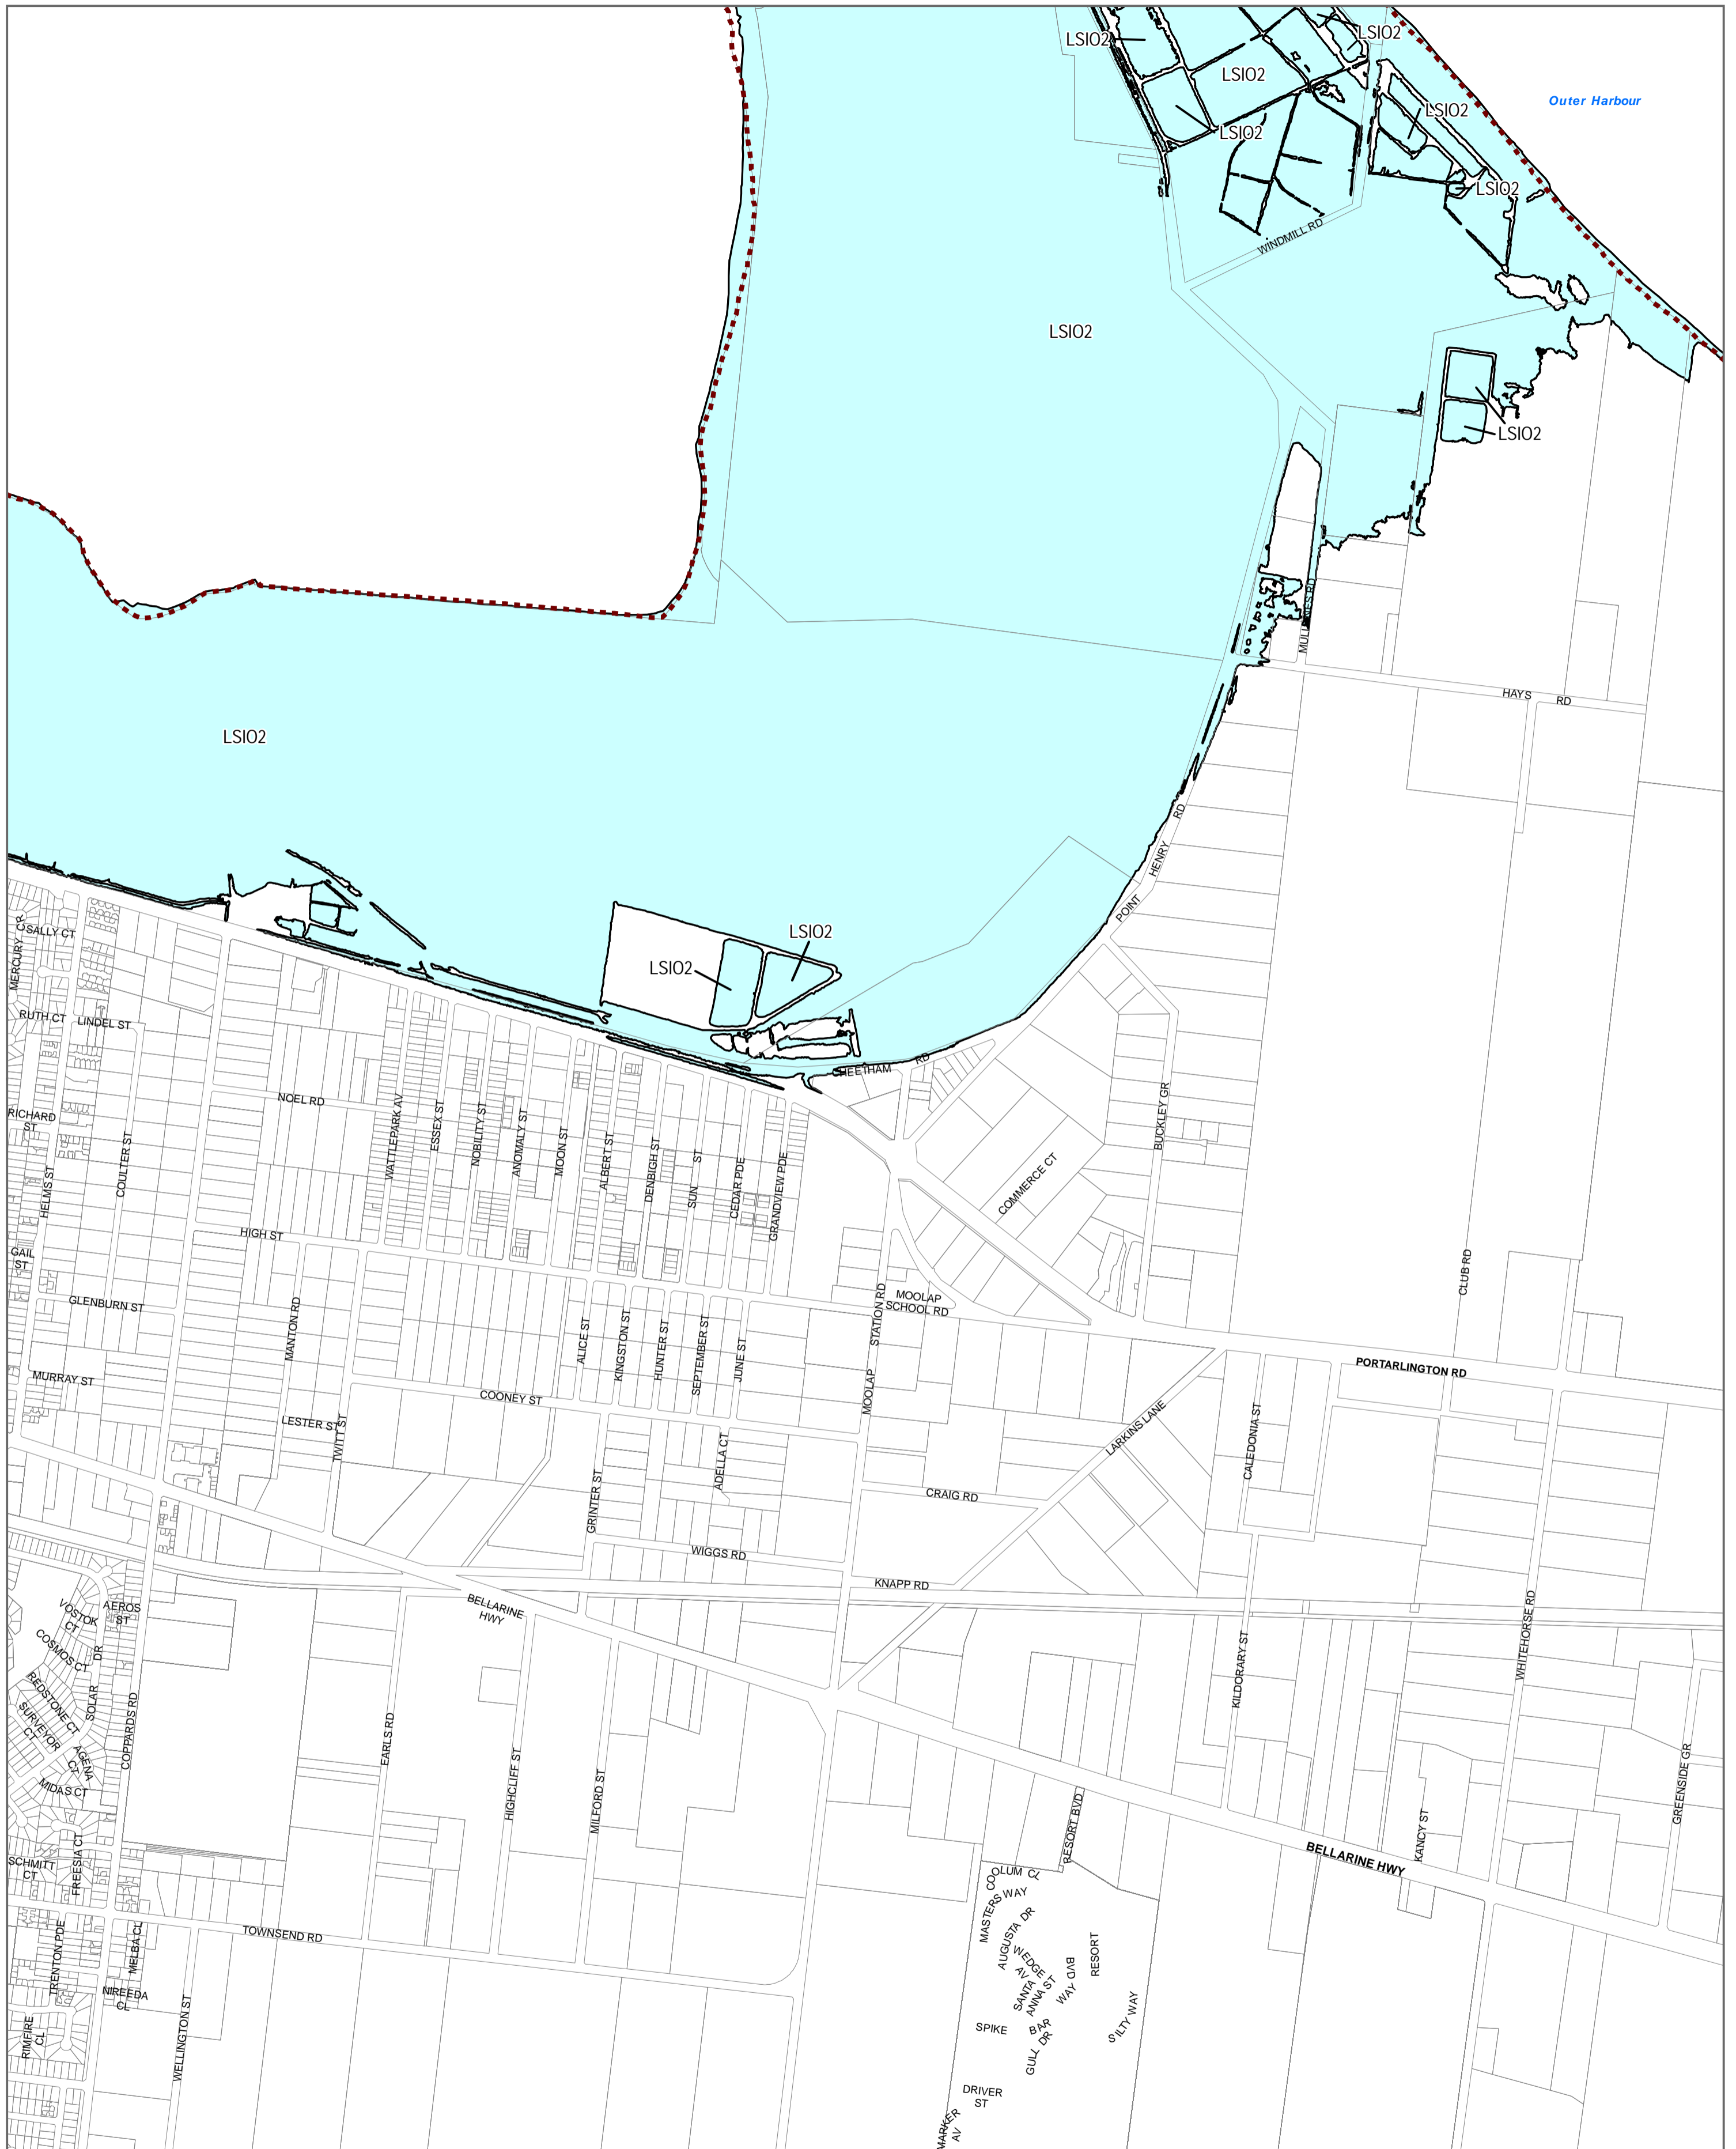 LSIO2
LSIO2
LSIO2
Outer Harbour
LSIO2
LSIO2
LSIO2
WINDMILL RD
LSIO2
LSIO2
HAYS RD
LSIO2
HENRY RD
POINT
SALLY CT
MERCURY CR
LSIO2
LSIO2
RUTH CT
LINDEL ST
CHEETHAM RD
NOEL RD
RICHARD
ST
HELMS ST
COULTER ST
WATTLEPARK AV
ESSEX ST
NOBILITY ST
ANOMALY ST
MOON ST
ALBERT ST
DENBIGH ST
SUN ST
CEDAR PDE
GRANDVIEW PDE
BUCKLEY GR
COMMERCE CT
HIGH ST
GAIL
ST
GLENBURN ST
MANTON RD
ALICE ST
KINGSTON ST
HUNTER ST
SEPTEMBER ST
JUNE ST
MOOLAP STATION RD
MOOLAP
SCHOOL RD
CLUB RD
PORTARLINGTON RD
MURRAY ST
COONEY ST
LESTER ST
TWITT ST
GRINTER ST
ADELLA CT
LARKINS LANE
CALEDONIA ST
CRAIG RD
WIGGS RD
KNAPP RD
BELLARINE
HWY
VOSTOK
CT
AEROS
ST
COSMOS CT
REDSTONE CT
SOLAR DR
SURVEYOR
CT
AGENA
CT
MIDAS CT
COPPARDS RD
EARLS RD
HIGHCLIFF ST
MILFORD ST
KILDORARY ST
WHITEHORSE RD
GREENSIDE GR
RESORT BVD
KANCY ST
BELLARINE HWY
SCHMITT
CT
FREESIA CT
TRENTON PDE
MELBA CL
TOWNSEND RD
NIREEDA
CL
RIMFIRE
CL
WELLINGTON ST
COLUM CL
MASTERS WAY
AUGUSTA DR
WEDGE
AV
SANTA
ANNA ST
RESORT
BVD
WAY
SILTY WAY
SPIKE
BAR
GULL DR
DRIVER
ST
MARKER
AV